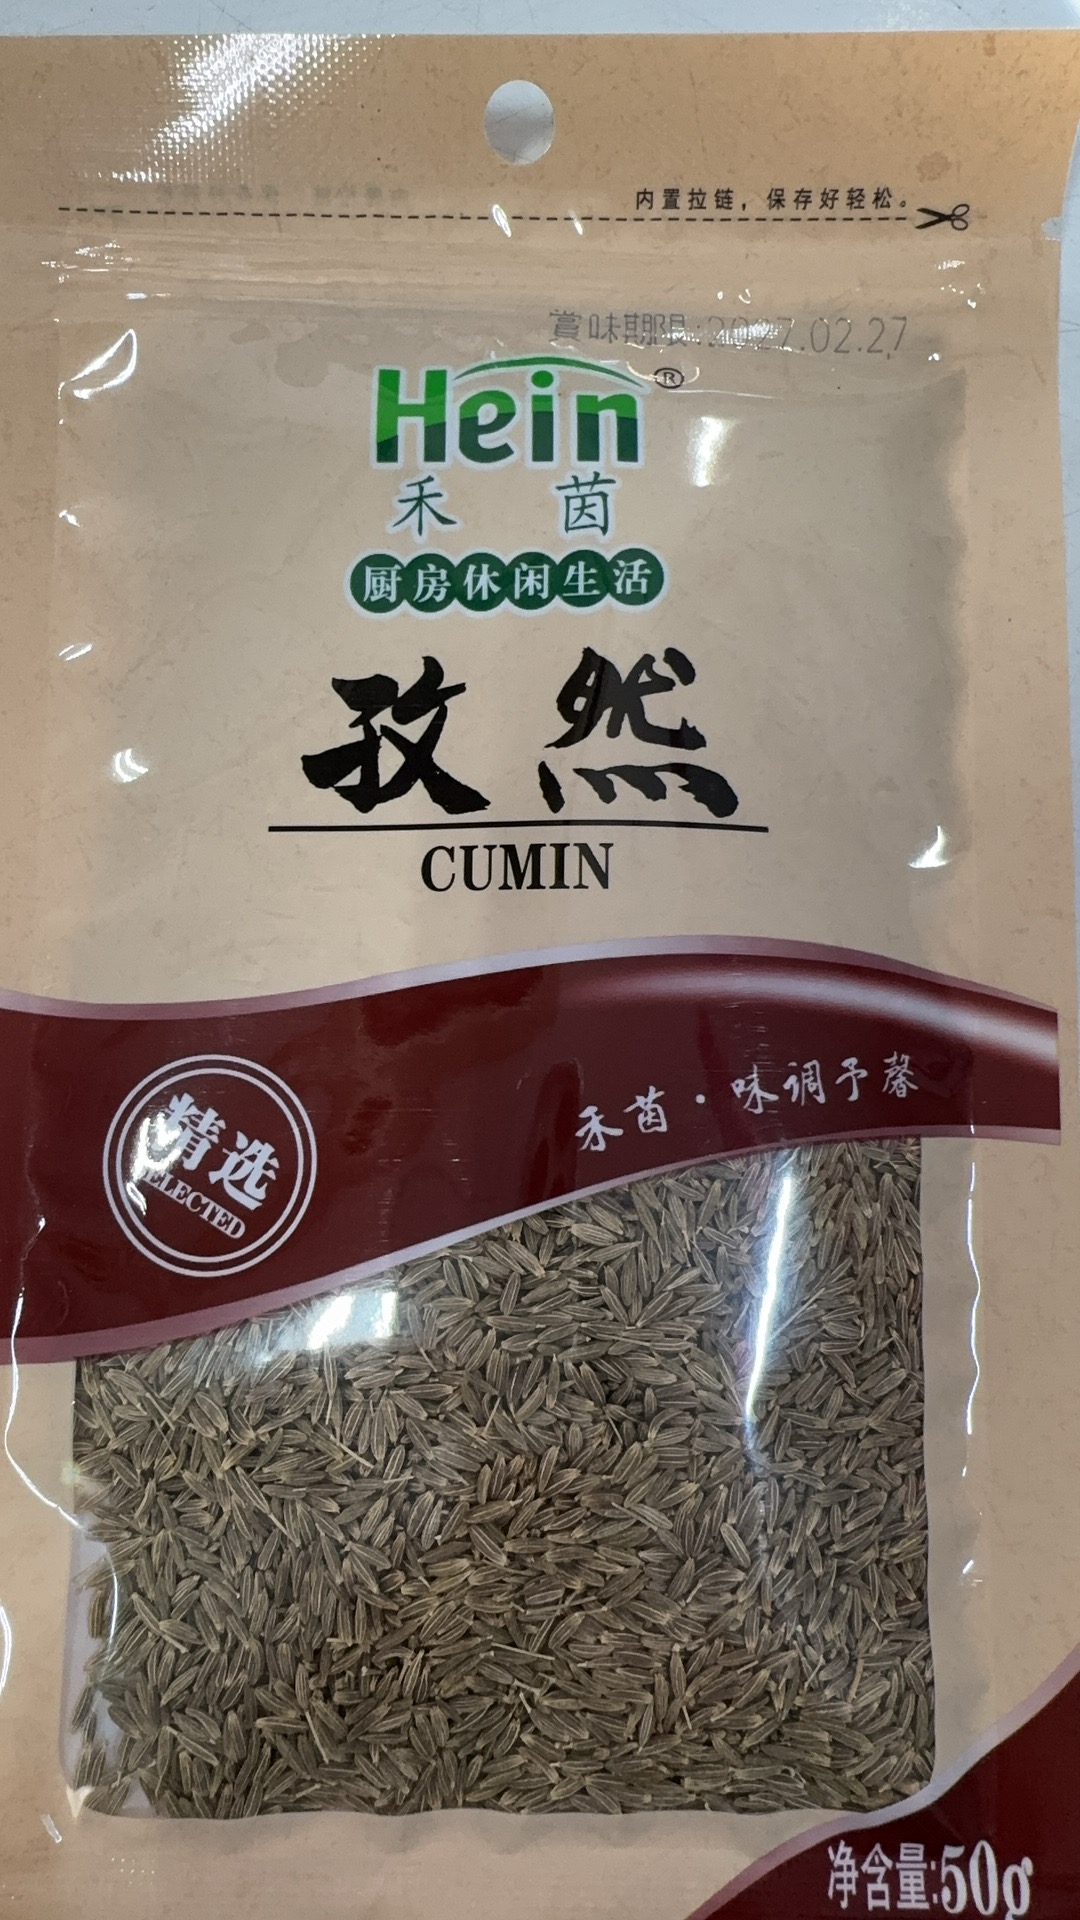 内置拉链，保存好轻松。
賞味期限:2027.02.27
Hein®
禾茵
厨房休闲生活
孜然
CUMIN
禾茵·味调予馨
精选
SELECTED
净含量:50g